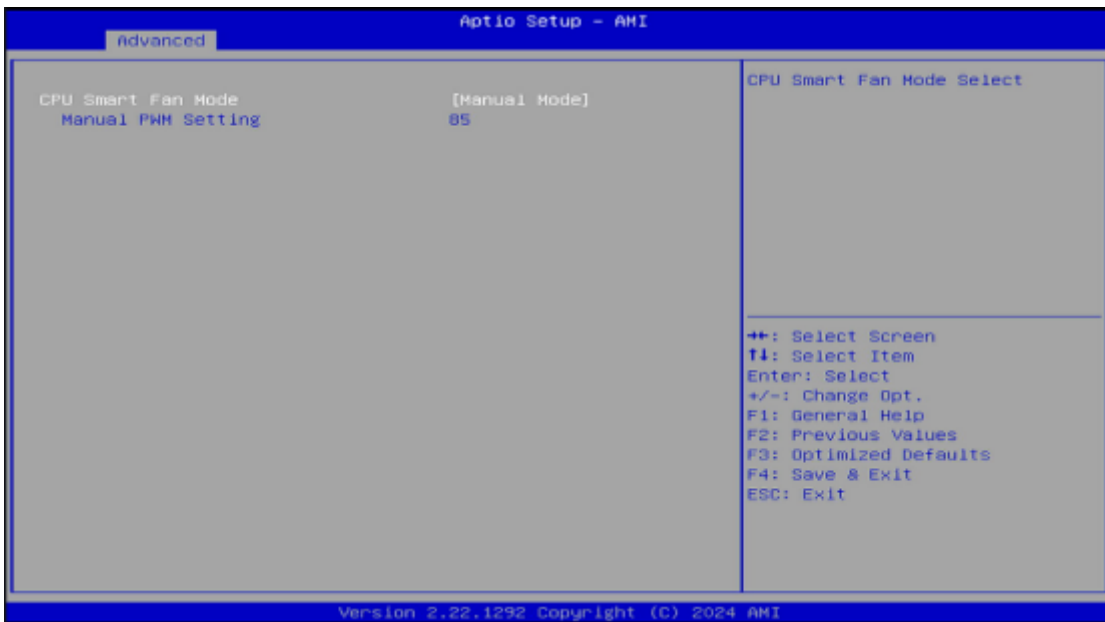 Aptio Setup - AMI
Advanced
CPU Smart Fan Mode [Manual Mode]
Manual PWM Setting 85
CPU Smart Fan Mode Select
→←: Select Screen
↑↓: Select Item
Enter: Select
+/-: Change Opt.
F1: General Help
F2: Previous Values
F3: Optimized Defaults
F4: Save & Exit
ESC: Exit
Version 2.22.1292 Copyright (C) 2024 AMI